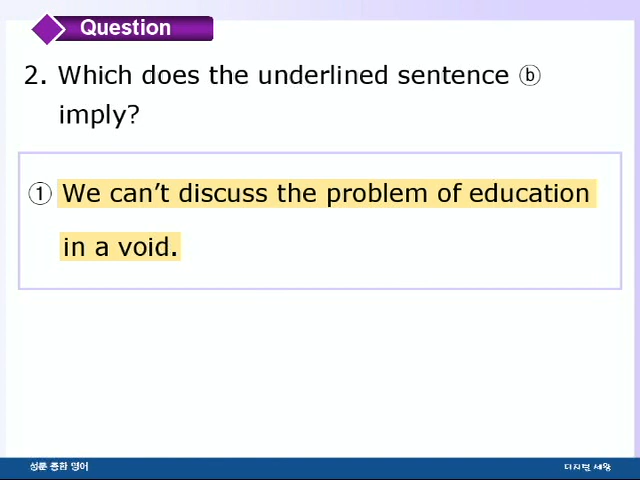 Question
2. Which does the underlined sentence ⓑ
imply?
① We can't discuss the problem of education
in a void.
성문 종합 영어
디지털 세왕